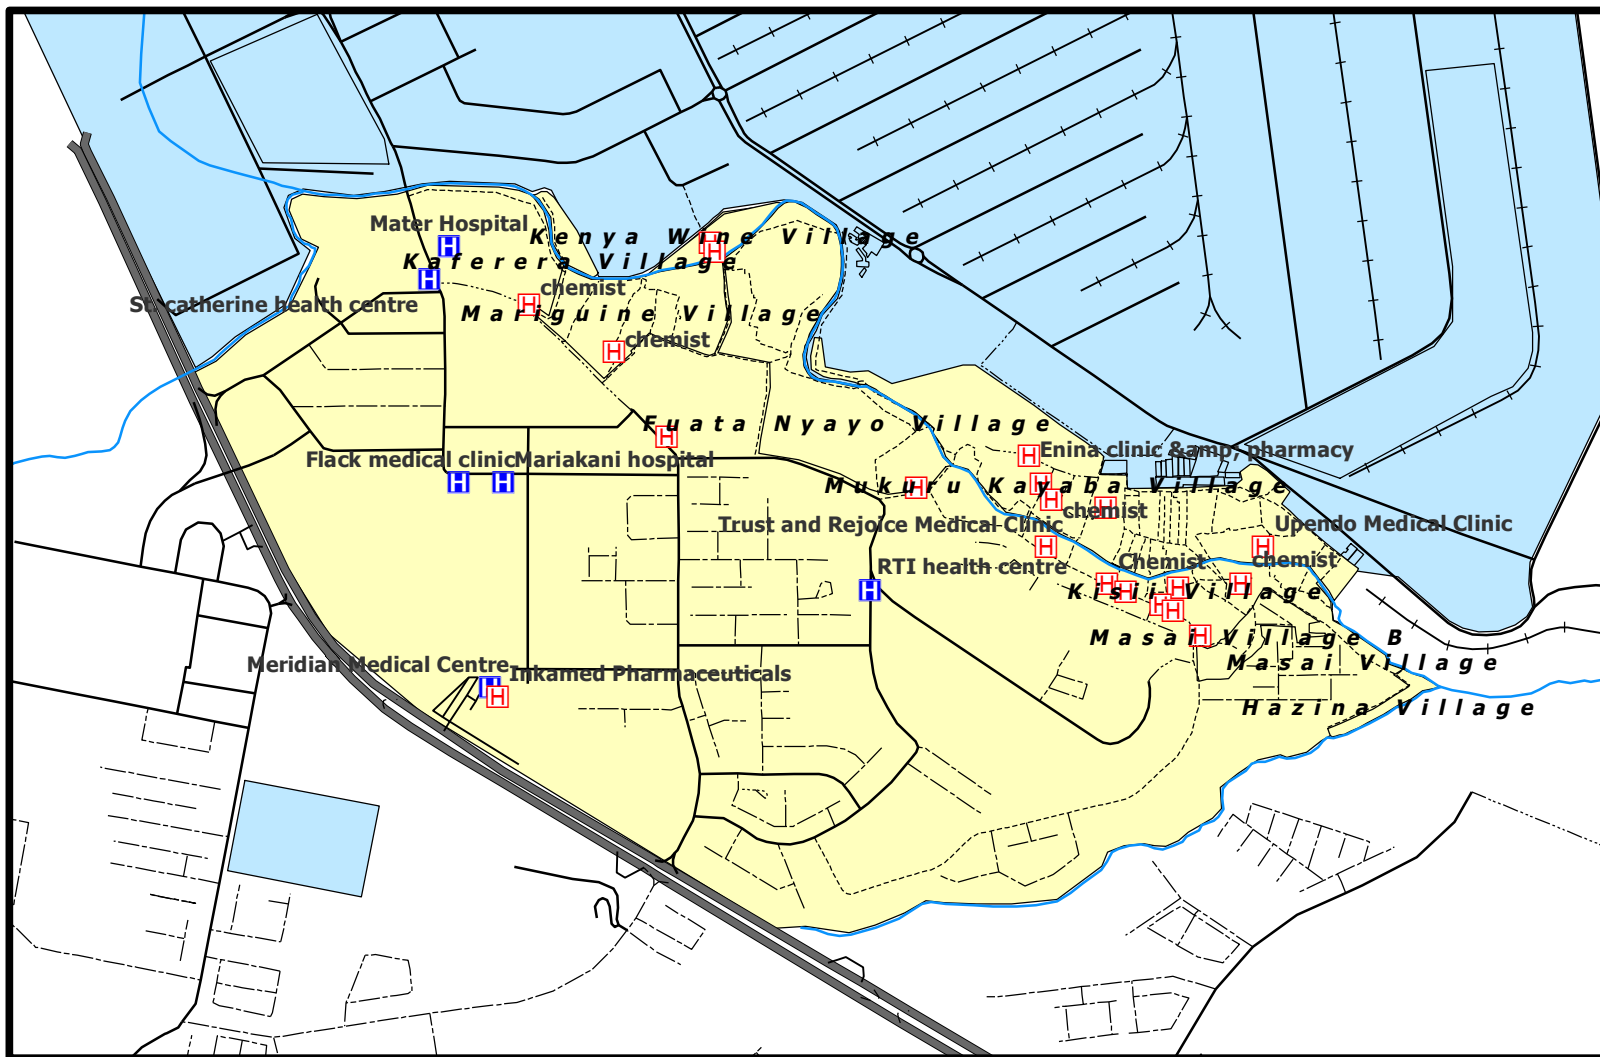 Mater Hospital
Kenya Wine Village
Kaferera Village
chemist
St. catherine health centre
Mariguine Village
chemist
Fuata Nyayo Village
Enina clinic &amp; pharmacy
Flack medical clinic
Mariakani hospital
Mukuru Kayaba Village
chemist
Trust and Rejoice Medical Clinic
Upendo Medical Clinic
RTI health centre
Chemist
chemist
Kisii Village
Masai Village B
Masai Village
Meridian Medical Centre
Inkamed Pharmaceuticals
Hazina Village